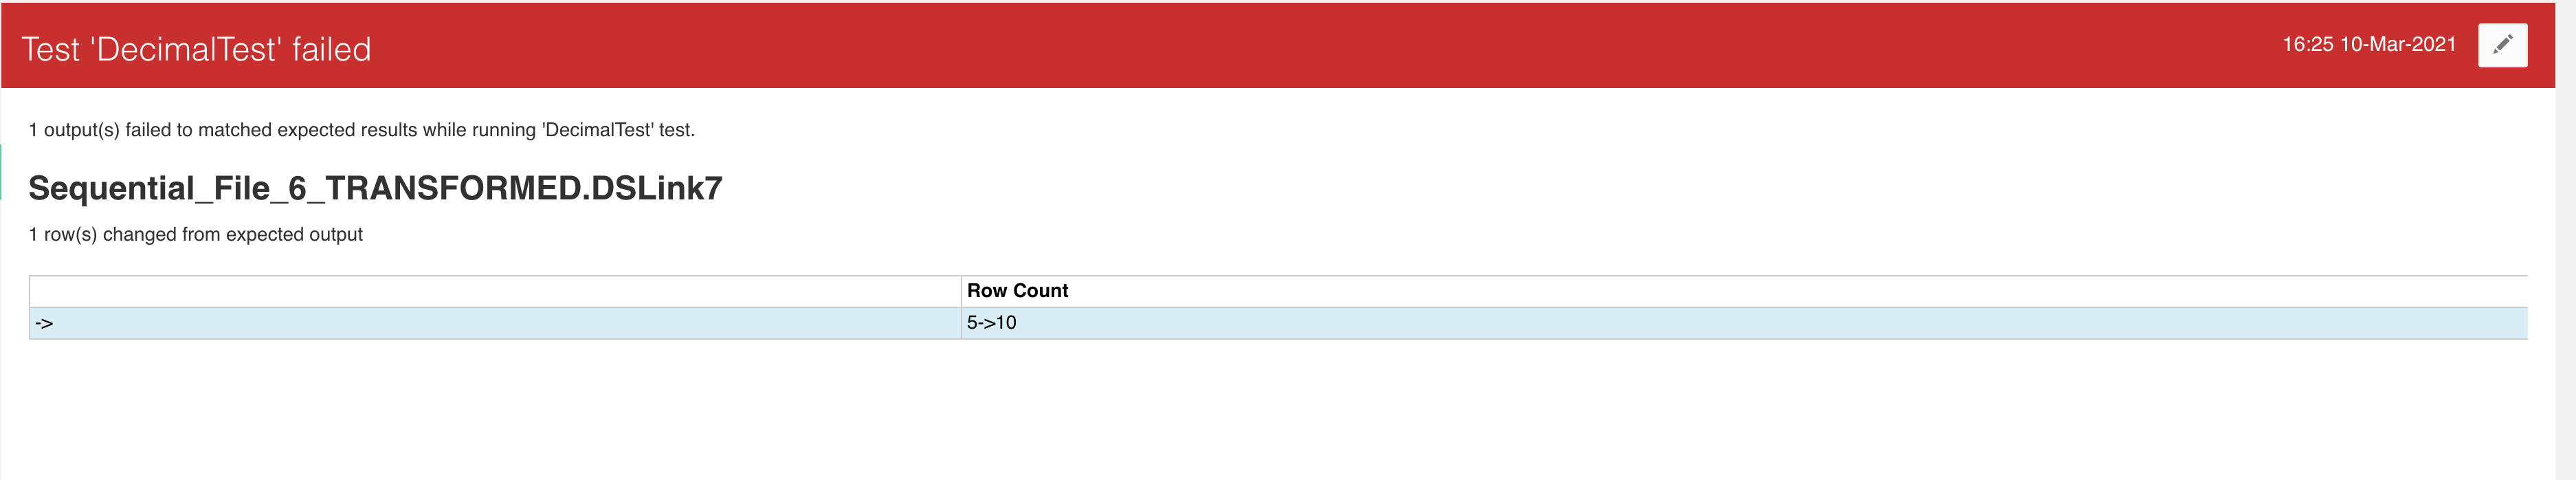 Test 'DecimalTest' failed
16:25 10-Mar-2021
1 output(s) failed to matched expected results while running 'DecimalTest' test.
Sequential_File_6_TRANSFORMED.DSLink7
1 row(s) changed from expected output
Row Count
-> 5->10